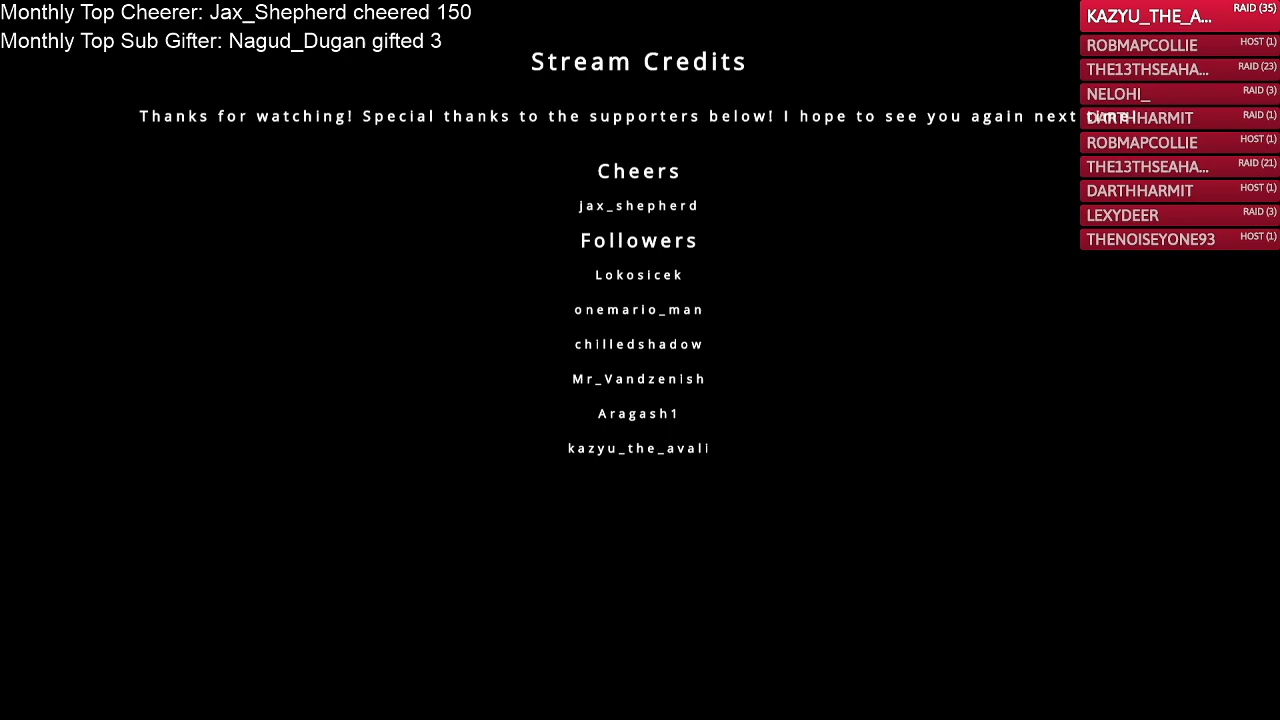 Monthly Top Cheerer: Jax_Shepherd cheered 150
Monthly Top Sub Gifter: Nagud_Dugan gifted 3
Stream Credits
Thanks for watching! Special thanks to the supporters below! I hope to see you again next
Cheers
jax_shepherd
Followers
Lokosicek
onemario_man
chilledshadow
Mr_Vandzenish
Aragash1
kazyu_the_avali
KAZYU_THE_A... RAID (35)
ROBMAPCOLLIE HOST (1)
THE13THSEAHA... RAID (23)
NELOHI_ RAID (3)
DARTHHARMIT RAID (1)
ROBMAPCOLLIE HOST (1)
THE13THSEAHA... RAID (21)
DARTHHARMIT HOST (1)
LEXYDEER RAID (3)
THENOISEYONE93 HOST (1)